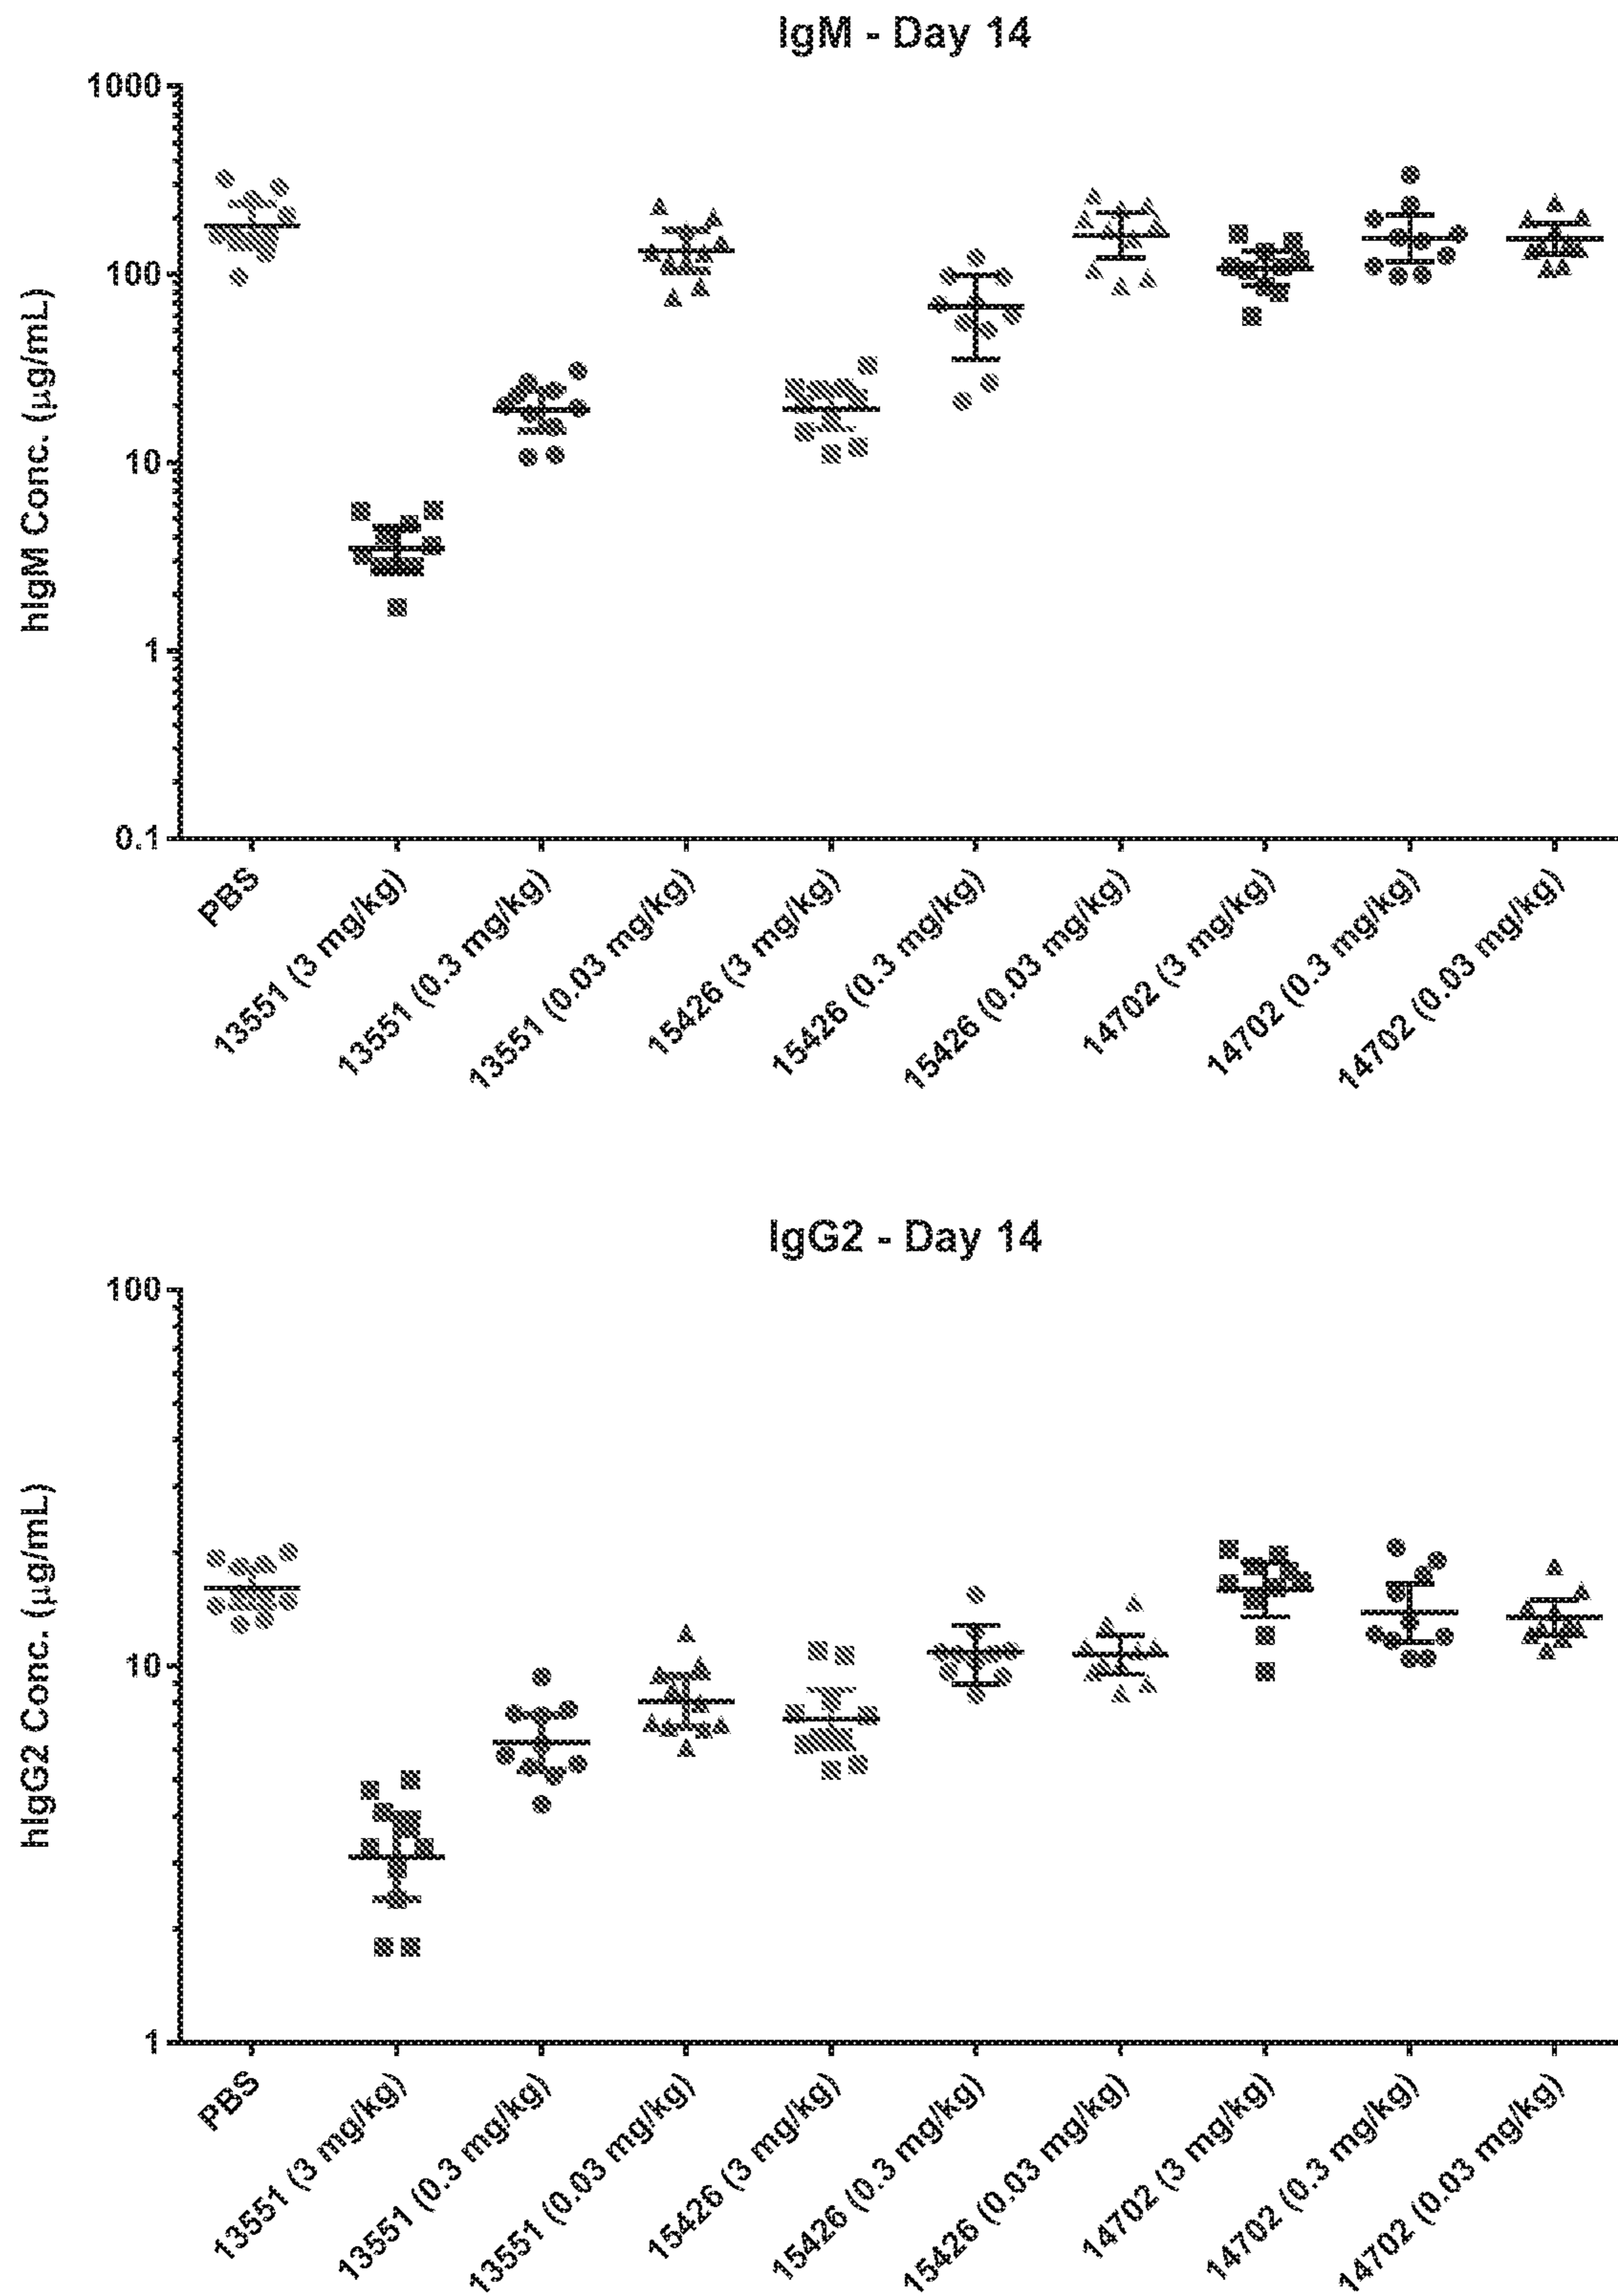 IgM - Day 14
hIgM Conc. (µg/mL)
1000
100
10
1
0.1
PBS
13551 (3 mg/kg)
13551 (0.3 mg/kg)
13551 (0.03 mg/kg)
15426 (3 mg/kg)
15426 (0.3 mg/kg)
15426 (0.03 mg/kg)
14702 (3 mg/kg)
14702 (0.3 mg/kg)
14702 (0.03 mg/kg)
IgG2 - Day 14
hIgG2 Conc. (µg/mL)
100
10
1
PBS
13551 (3 mg/kg)
13551 (0.3 mg/kg)
13551 (0.03 mg/kg)
15426 (3 mg/kg)
15426 (0.3 mg/kg)
15426 (0.03 mg/kg)
14702 (3 mg/kg)
14702 (0.3 mg/kg)
14702 (0.03 mg/kg)